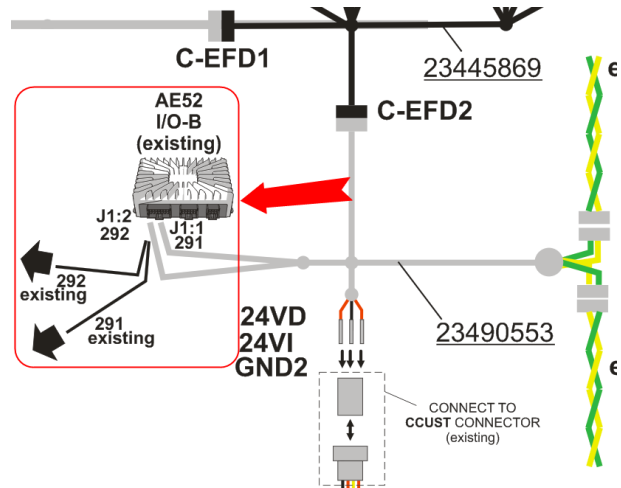 C-EFD1
23445869
e
AE52
I/O-B
(existing)
C-EFD2
J1:2
292
J1:1
291
292
existing
291
existing
24VD
24VI
GND2
23490553
e
CONNECT TO
CCUST CONNECTOR
(existing)